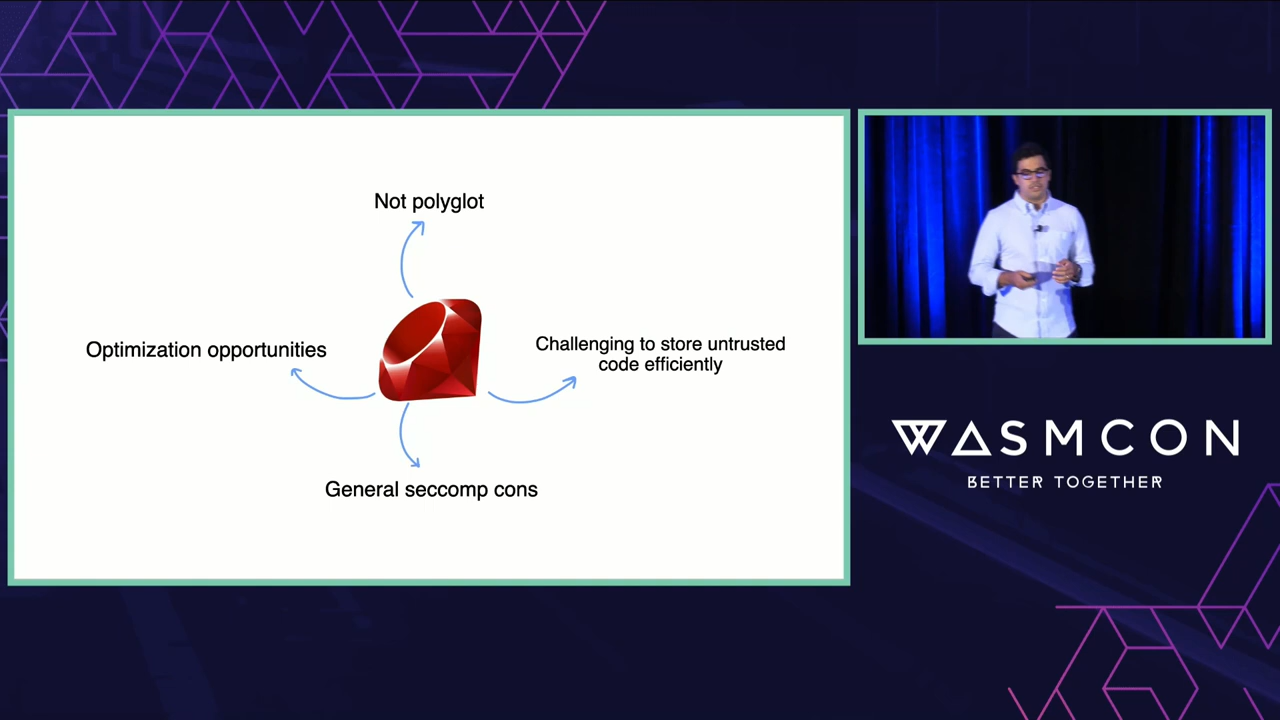 Not polyglot
Optimization opportunities
Challenging to store untrusted
code efficiently
General seccomp cons
WASMCON
BETTER TOGETHER